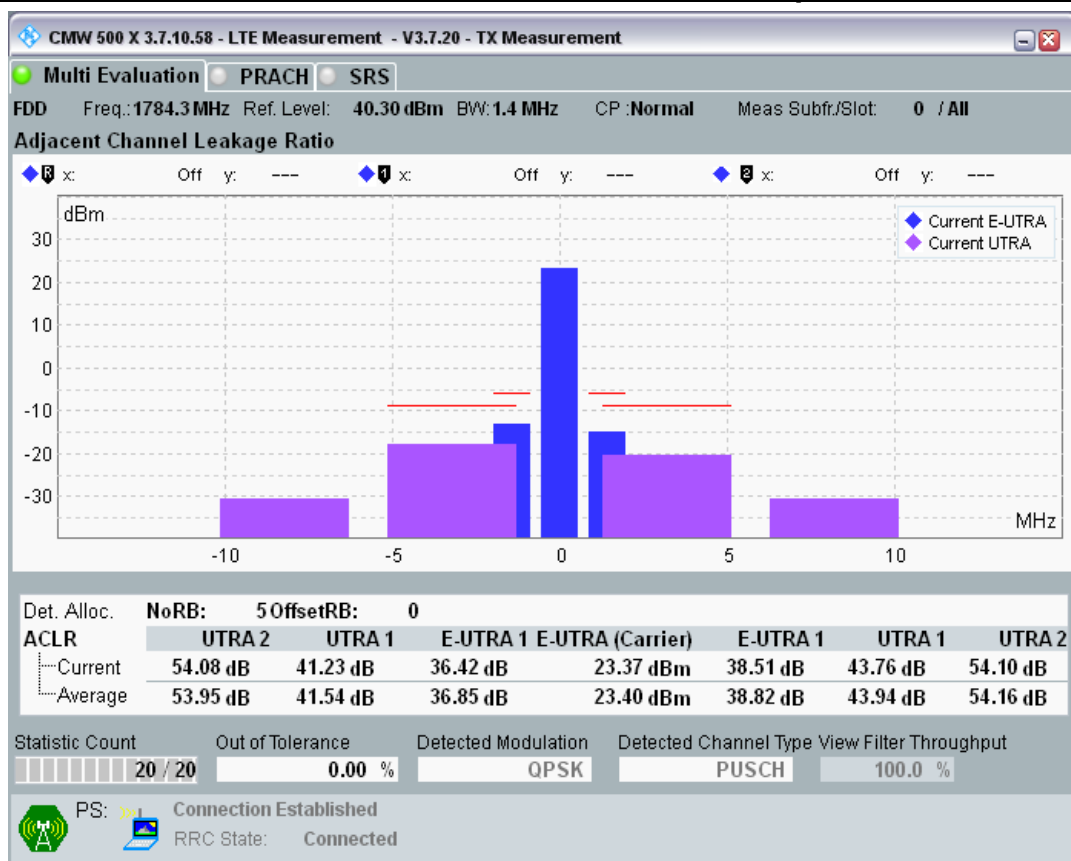 CMW 500 X 3.7.10.58 - LTE Measurement - V3.7.20 - TX Measurement
Multi Evaluation PRACH SRS
FDD Freq.: 1784.3 MHz Ref. Level: 40.30 dBm BW: 1.4 MHz CP : Normal Meas Subfr./Slot: 0 / All
Adjacent Channel Leakage Ratio
R x: Off y: --- 1 x: Off y: --- 2 x: Off y: ---
dBm
Current E-UTRA
Current UTRA
30
20
10
0
-10
-20
-30
MHz
-10 -5 0 5 10
Det. Alloc. NoRB: 5 OffsetRB: 0
ACLR UTRA 2 UTRA 1 E-UTRA 1 E-UTRA (Carrier) E-UTRA 1 UTRA 1 UTRA 2
Current 54.08 dB 41.23 dB 36.42 dB 23.37 dBm 38.51 dB 43.76 dB 54.10 dB
Average 53.95 dB 41.54 dB 36.85 dB 23.40 dBm 38.82 dB 43.94 dB 54.16 dB
Statistic Count Out of Tolerance Detected Modulation Detected Channel Type View Filter Throughput
20 / 20 0.00 % QPSK PUSCH 100.0 %
PS: Connection Established
RRC State: Connected